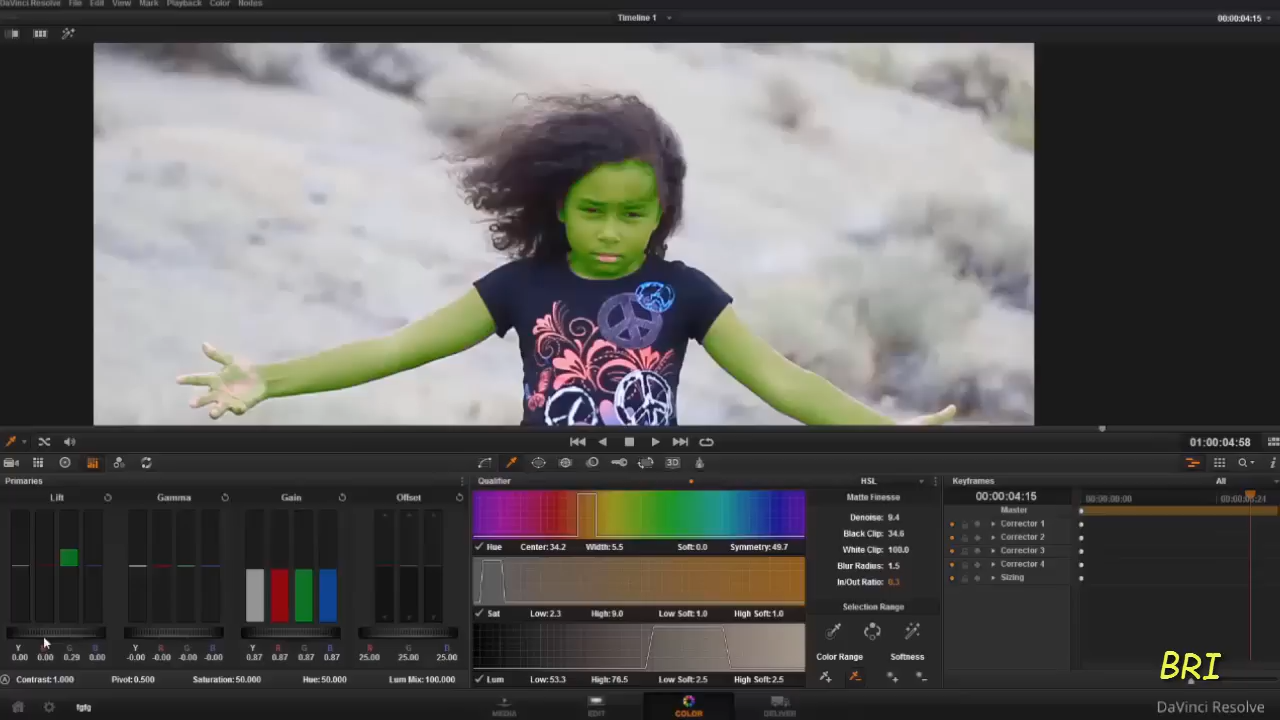 DaVinci Resolve File Edit View Mark Playback Color Nodes
Timeline 1
00:00:04:15
01:00:04:58
Primaries
Lift Gamma Gain Offset
Y R G B Y R G B Y R G B R G B
0.00 0.00 0.29 0.00 -0.00 -0.00 -0.00 -0.00 0.87 0.87 0.87 0.87 25.00 25.00 25.00
Contrast:1.000 Pivot:0.500 Saturation:50.000 Hue:50.000 Lum Mix:100.000
Qualifier HSL
3D
Hue Center: 34.2 Width: 5.5 Soft: 0.0 Symmetry: 49.7
Sat Low: 2.3 High: 9.0 Low Soft: 1.0 High Soft: 1.0
Lum Low: 53.3 High: 76.5 Low Soft: 2.5 High Soft: 2.5
Matte Finesse
Denoise: 9.4
Black Clip: 34.6
White Clip: 100.0
Blur Radius: 1.5
In/Out Ratio: 0.3
Selection Range
Color Range Softness
Keyframes All
00:00:04:15 00:00:00:00
Master
Corrector 1
Corrector 2
Corrector 3
Corrector 4
Sizing
BRI
fgfg MEDIA EDIT COLOR DELIVER DaVinci Resolve